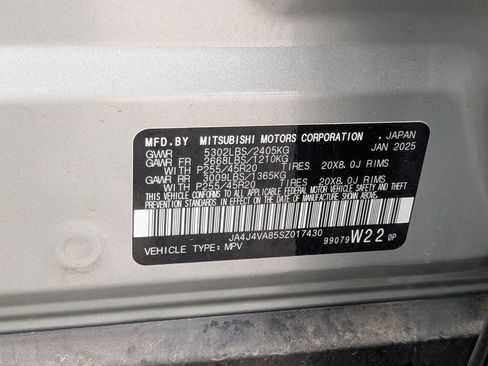 MFD.BY MITSUBISHI MOTORS CORPORATION , JAPAN
JAN 2025
GVWR 5302LBS/2405KG
GAWR FR 2668LBS/1210KG
WITH P255/45R20 TIRES 20X8.0J RIMS
GAWR RR 3009LBS/1365KG
WITH P255/45R20 TIRES 20X8.0J RIMS
THIS VEHICLE CONFORMS TO ALL APPLICABLE FEDERAL MOTOR
VEHICLE SAFETY, BUMPER AND THEFT
PREVENTION STANDARDS IN EFFECT ON THE DATE OF MANUFACTURE SHOWN ABOVE.
JA4J4VA85SZ017430
VEHICLE TYPE: MPV 99079 W22 0P